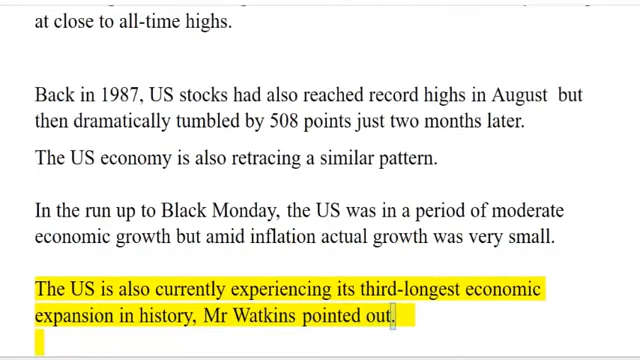 at close to all-time highs.
Back in 1987, US stocks had also reached record highs in August but
then dramatically tumbled by 508 points just two months later.
The US economy is also retracing a similar pattern.
In the run up to Black Monday, the US was in a period of moderate
economic growth but amid inflation actual growth was very small.
The US is also currently experiencing its third-longest economic
expansion in history, Mr Watkins pointed out.